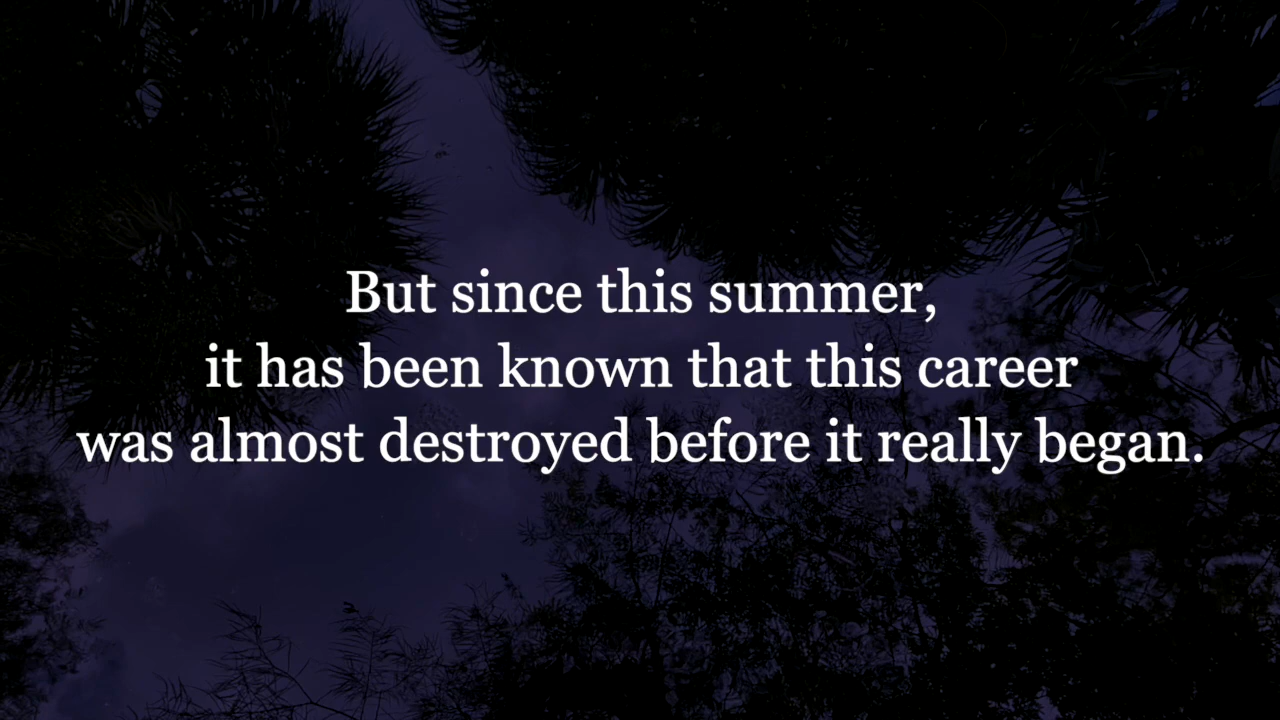 But since this summer,
it has been known that this career
was almost destroyed before it really began.